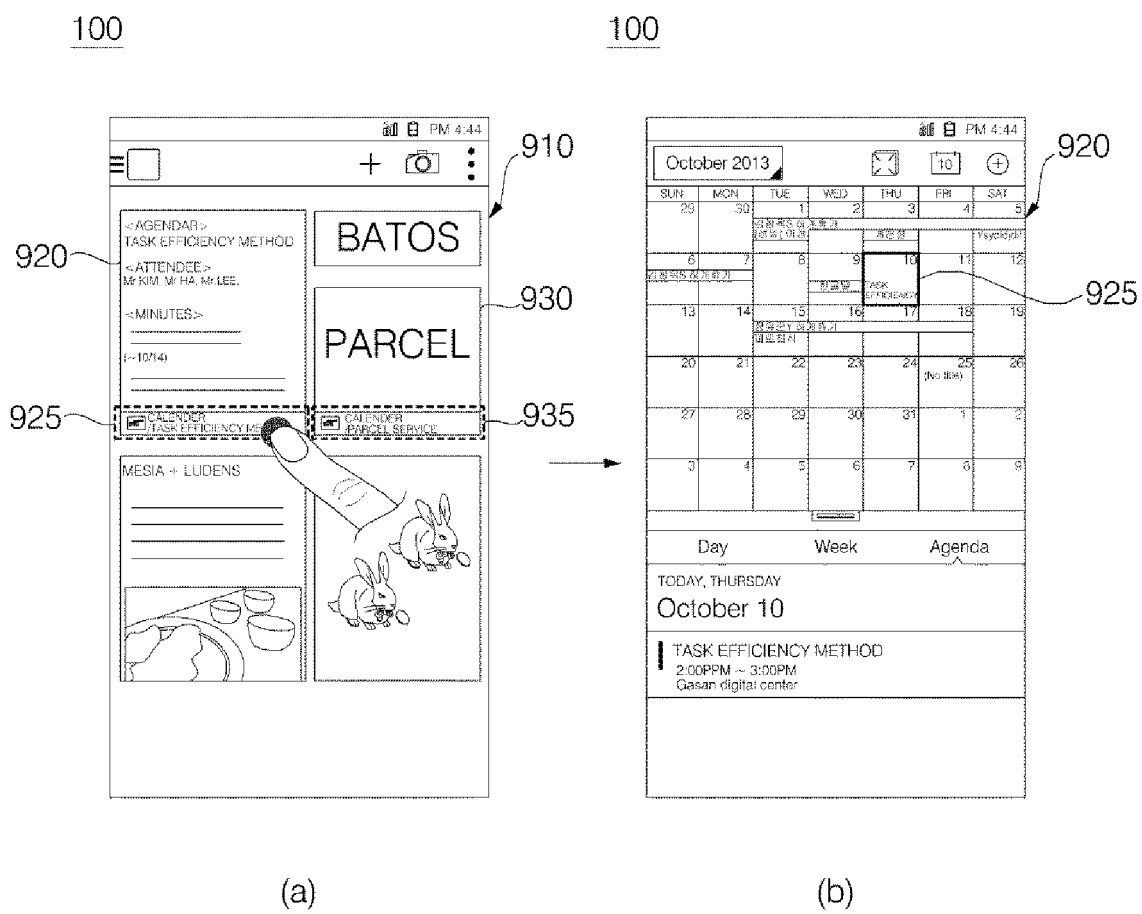 100
100
PM 4:44
910
920
<AGENDAR>
TASK EFFICIENCY METHOD
<ATTENDEE>
Mr.KIM, Mr HA, Mr.LEE,
<MINUTES>
(~10/14)
BATOS
930
PARCEL
925
CALENDER
/TASK EFFICIENCY ME
CALENDER
/PARCEL SERVICE
935
MESIA + LUDENS
(a)
PM 4:44
October 2013
10
920
SUN MON TUE WED THU FRI SAT
29 30 1 2 3 4 5
6 7 8 9 10 11 12
한글날
TASK
EFFICIENCY
925
13 14 15 16 17 18 19
20 21 22 23 24 25 26
(No title)
27 28 29 30 31 1 2
3 4 5 6 7 8 9
Day Week Agenda
TODAY, THURSDAY
October 10
TASK EFFICIENCY METHOD
2:00PPM ~ 3:00PM
Gasan digital center
(b)